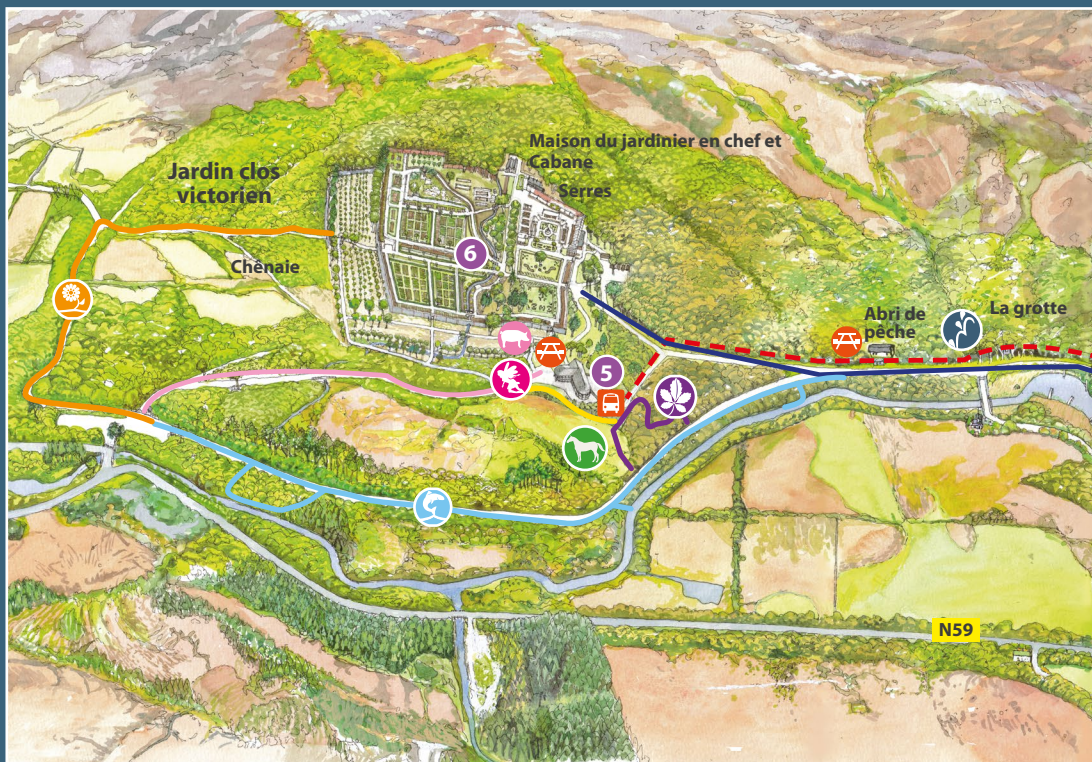 Maison du jardinier en chef et
Cabane
Serres
Jardin clos
victorien
6
Chênaie
Abri de
pêche
La grotte
5
N59